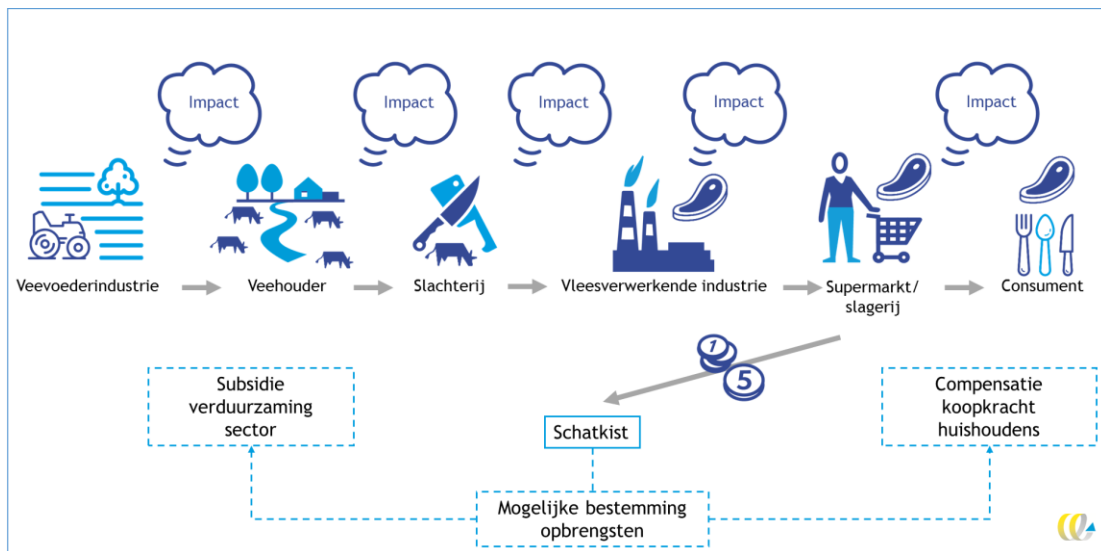 Impact
Impact
Impact
Impact
Impact
Veevoederindustrie
Veehouder
Slachterij
Vleesverwerkende industrie
Supermarkt/
slagerij
Consument
1
5
Subsidie
verduurzaming
sector
Schatkist
Compensatie
koopkracht
huishoudens
Mogelijke bestemming
opbrengsten